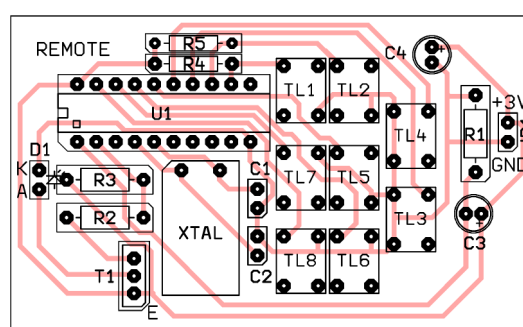 REMOTE
R5
R4
C4
TL1
TL2
+3V
U1
TL4
R1
D1
K
GND
A
R3
C1
TL7
TL5
R2
XTAL
TL3
C3
T1
C2
TL8
TL6
E